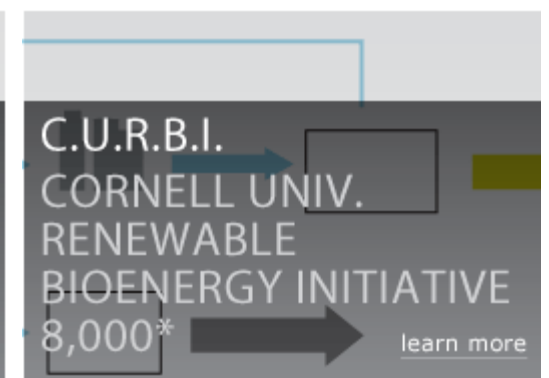 C.U.R.B.I.
CORNELL UNIV.
RENEWABLE
BIOENERGY INITIATIVE
8,000*
learn more